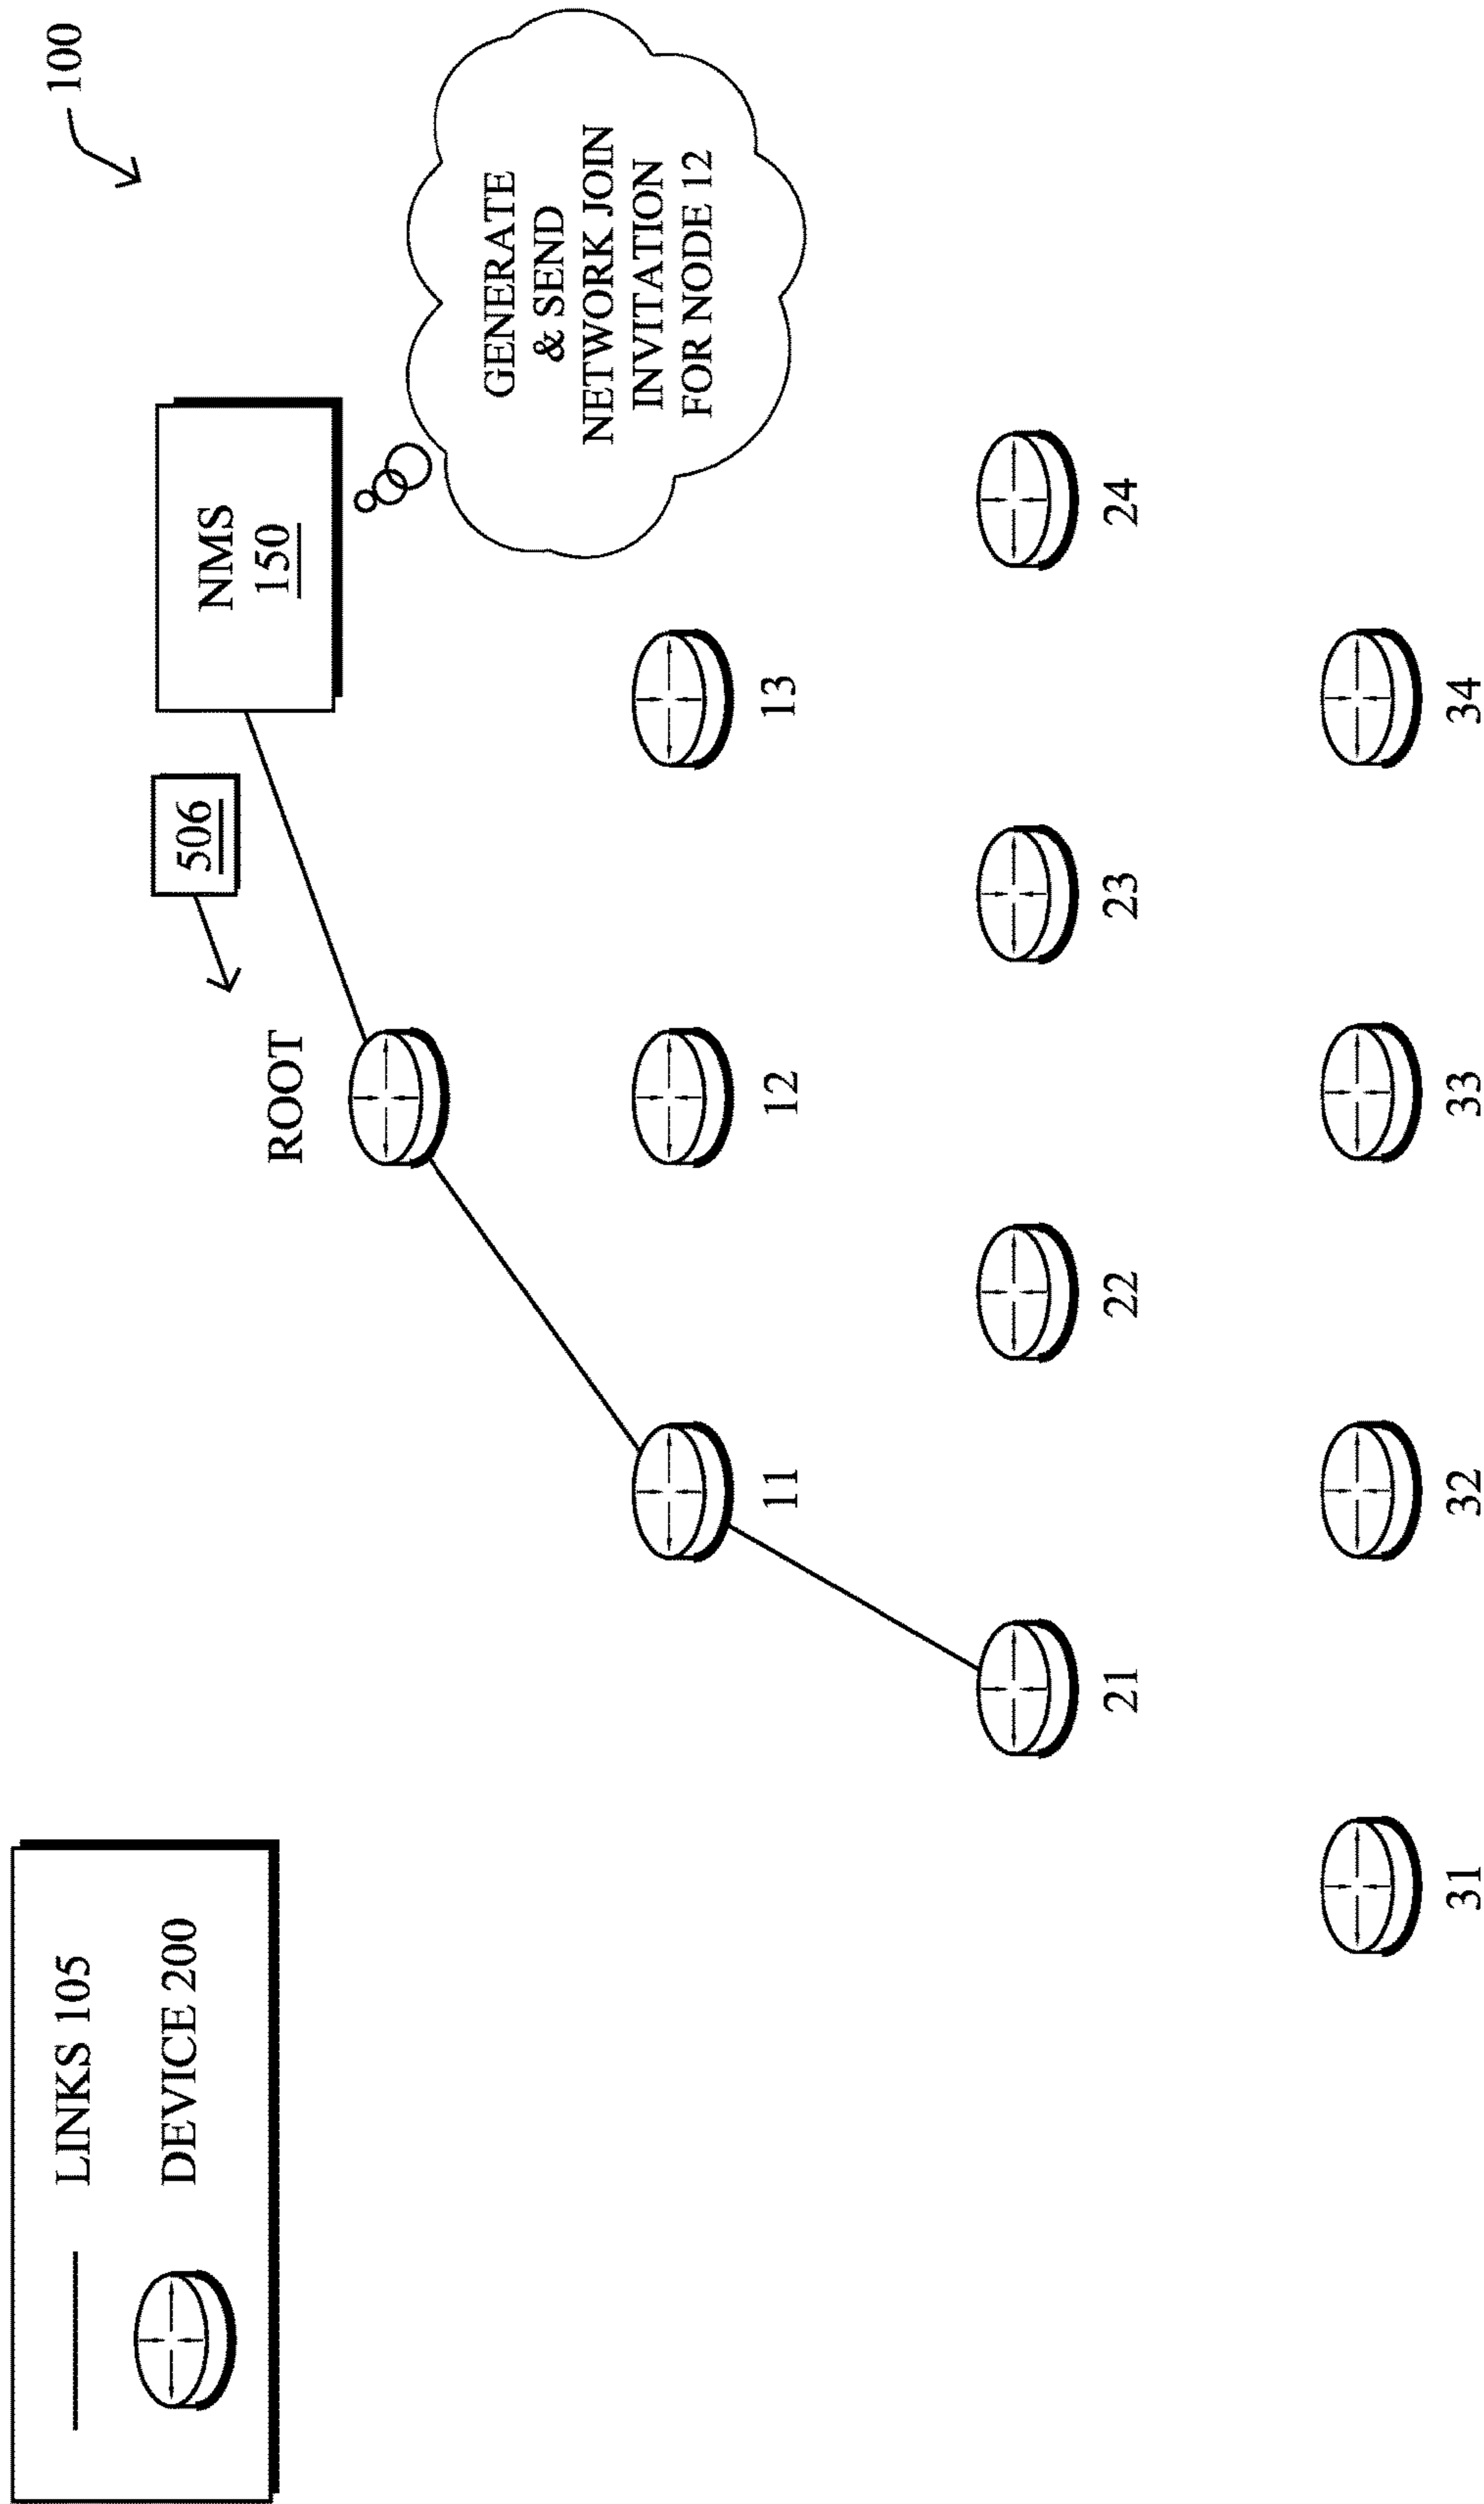 100
NMS
150
506
ROOT
GENERATE
& SEND
NETWORK JOIN
INVITATION
FOR NODE 12
LINKS 105
DEVICE 200
11
12
13
21
22
23
24
31
32
33
34